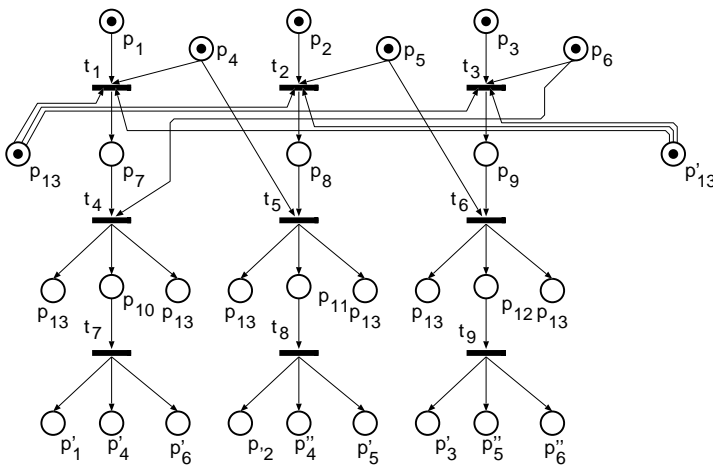 p1 p2 p3
t1 p4 t2 p5 t3 p6
p13 p7 p8 p9 p'13
t4 t5 t6
p13 p10 p13 p13 p11 p13 p13 p12 p13
t7 t8 t9
p'1 p'4 p'6 p'2 p''4 p'5 p'3 p''5 p''6